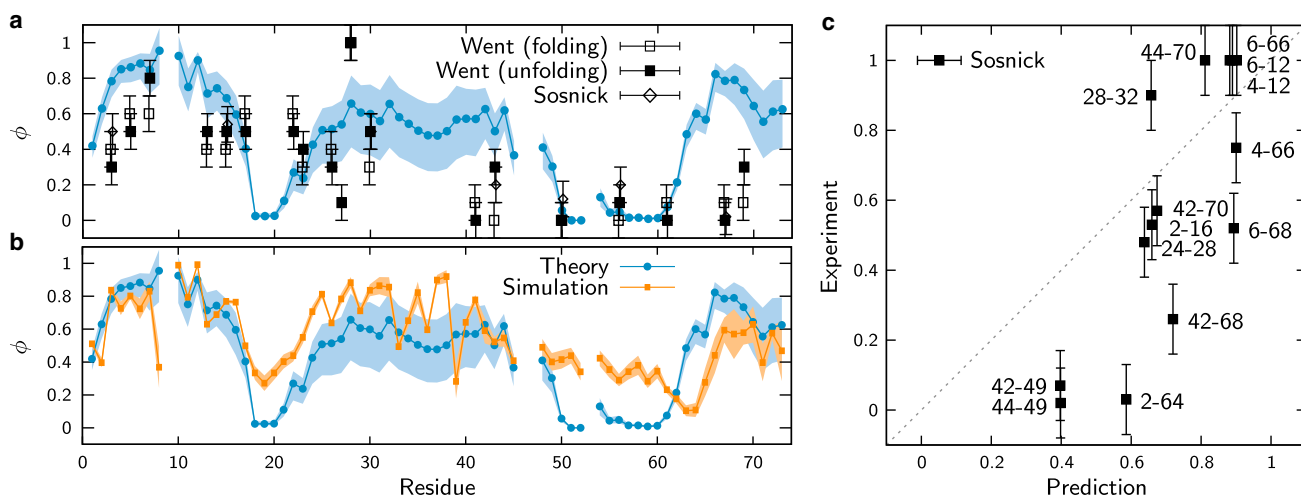 a
1
0.8
0.6
0.4
0.2
0
ϕ
Went (folding)
Went (unfolding)
Sosnick
b
1
0.8
0.6
0.4
0.2
0
ϕ
Theory
Simulation
0 10 20 30 40 50 60 70
Residue
c
Experiment
1
0.8
0.6
0.4
0.2
0
Sosnick
44-70
6-66
6-12
4-12
28-32
4-66
42-70
2-16
24-28
6-68
42-68
42-49
44-49
2-64
0 0.2 0.4 0.6 0.8 1
Prediction